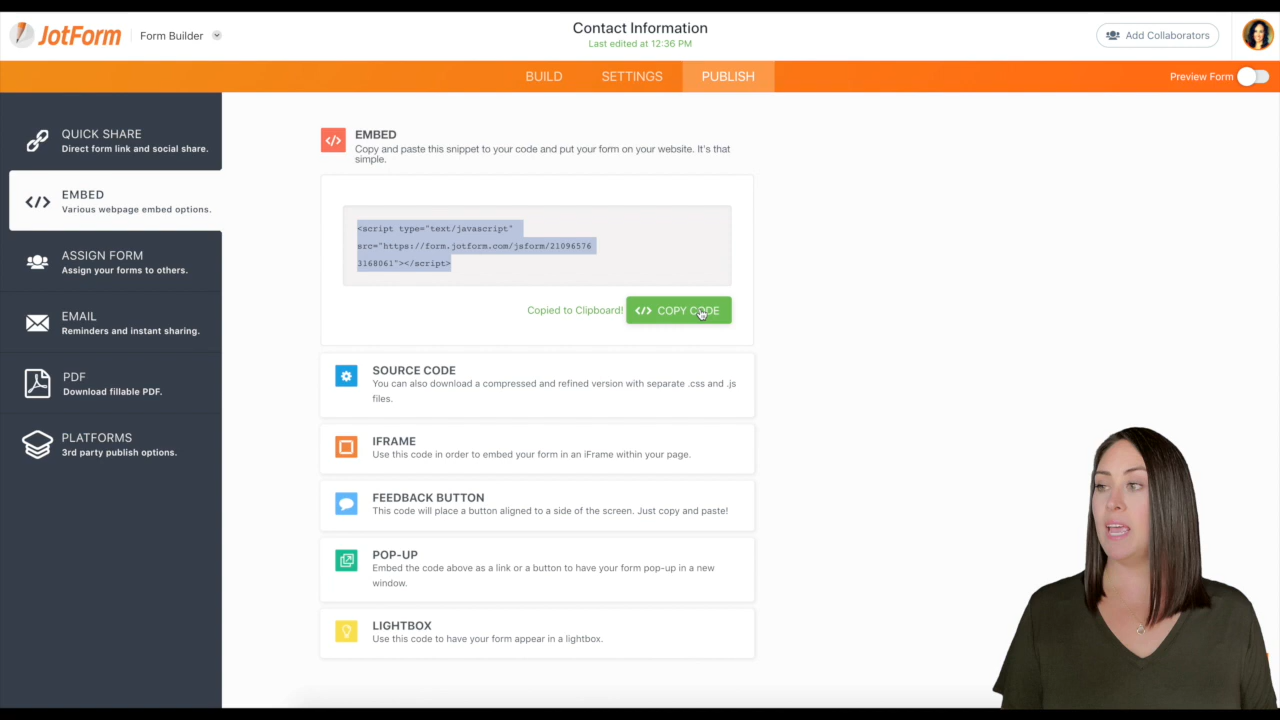 JotForm
Form Builder
Contact Information
Last edited at 12:36 PM
Add Collaborators
BUILD
SETTINGS
PUBLISH
Preview Form
QUICK SHARE
Direct form link and social share.
EMBED
Various webpage embed options.
ASSIGN FORM
Assign your forms to others.
EMAIL
Reminders and instant sharing.
PDF
Download fillable PDF.
PLATFORMS
3rd party publish options.
EMBED
Copy and paste this snippet to your code and put your form on your website. It's that
simple.
<script type="text/javascript"
src="https://form.jotform.com/jsform/21096576
3168061"></script>
Copied to Clipboard!
</> COPY CODE
SOURCE CODE
You can also download a compressed and refined version with separate .css and .js
files.
IFRAME
Use this code in order to embed your form in an iFrame within your page.
FEEDBACK BUTTON
This code will place a button aligned to a side of the screen. Just copy and paste!
POP-UP
Embed the code above as a link or a button to have your form pop-up in a new
window.
LIGHTBOX
Use this code to have your form appear in a lightbox.